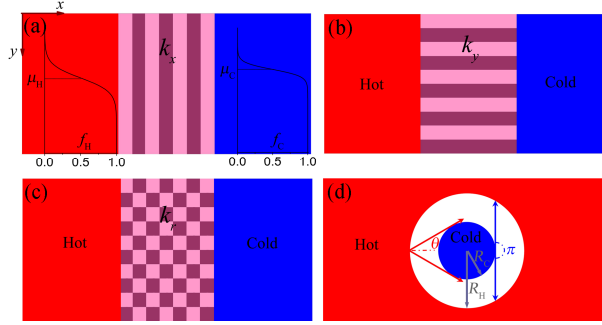 x
(a)
k_x
y
μ_H
μ_C
f_H
f_C
0.0 0.5 1.0
0.0 0.5 1.0
(b)
k_y
Hot
Cold
(c)
k_r
Hot
Cold
(d)
Hot
Cold
θ
R_C
π
R_H